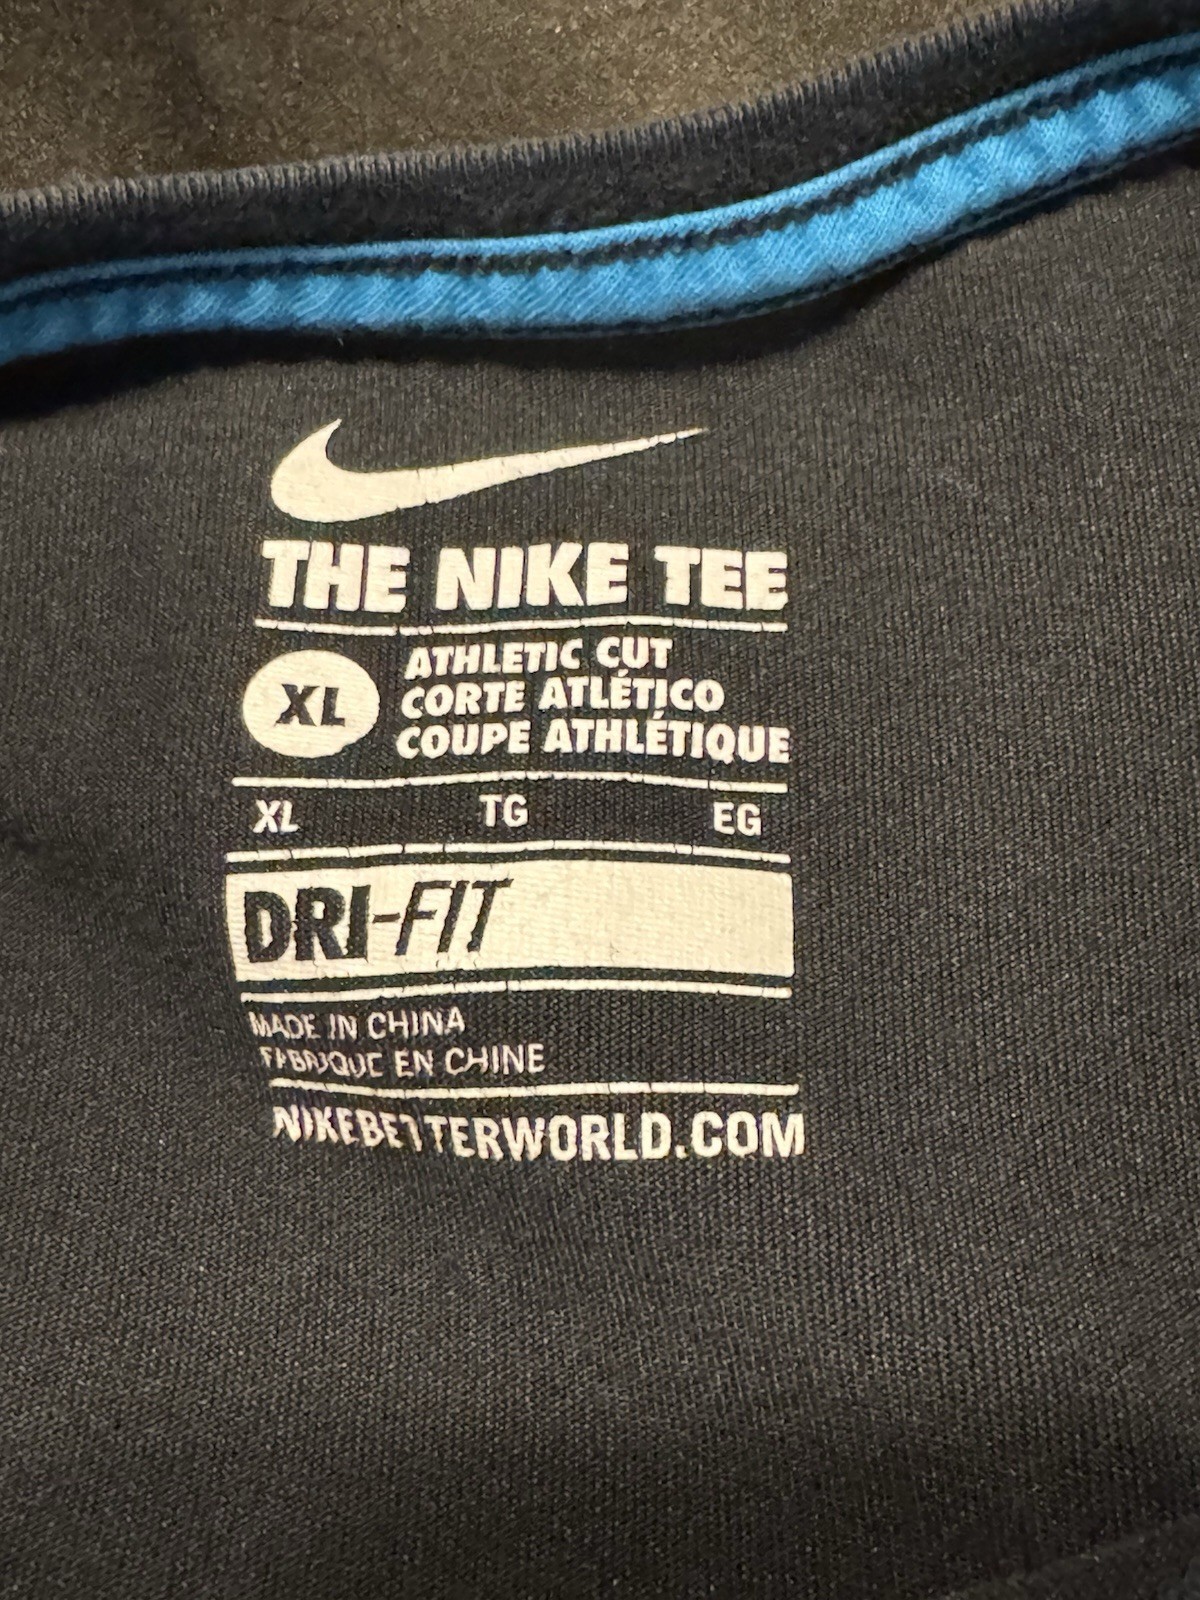 THE NIKE TEE
XL
ATHLETIC CUT
CORTE ATLÉTICO
COUPE ATHLÉTIQUE
XL TG EG
DRI-FIT
MADE IN CHINA
FABRIQUE EN CHINE
NIKEBETTERWORLD.COM